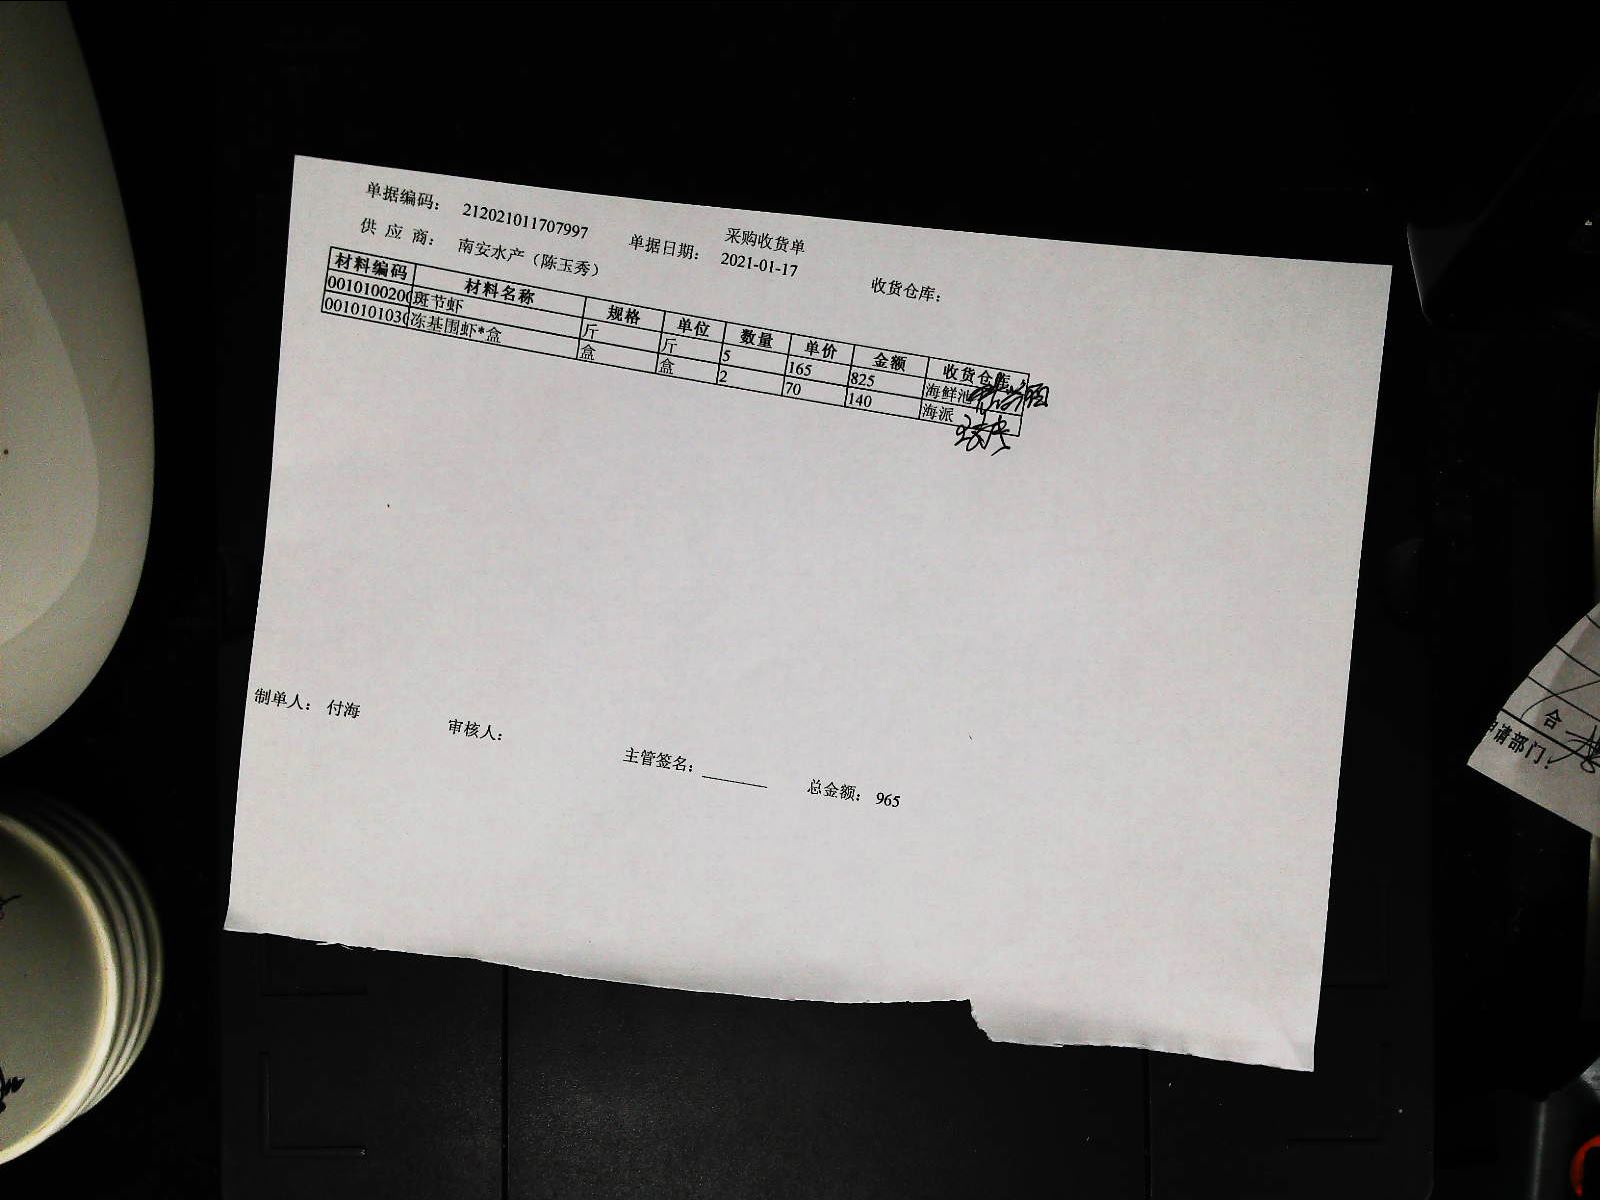 采购收货单
单据编码： 212021011707997 单据日期： 2021-01-17 收货仓库：
供 应 商： 南安水产（陈玉秀）
材料编码 材料名称 规格 单位 数量 单价 金额 收货仓库
0010100200 斑节虾 斤 斤 5 165 825 海鲜池
0010101030 冻基围虾*盒 盒 盒 2 70 140 海派
制单人： 付海 审核人： 主管签名： 总金额： 965
合
申请部门：